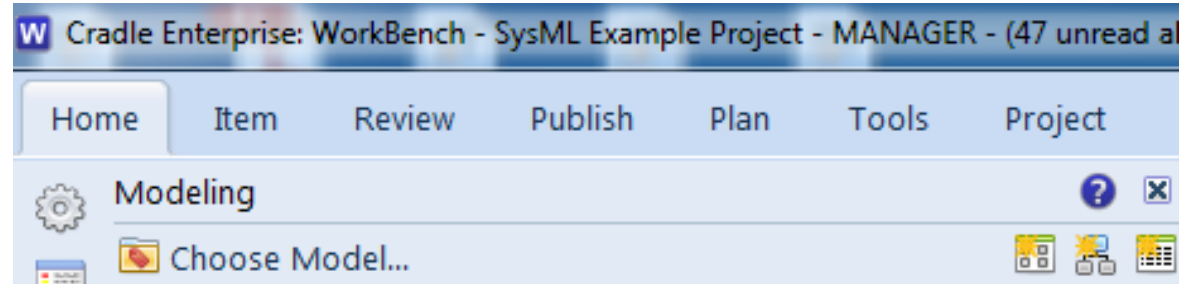 W Cradle Enterprise: WorkBench - SysML Example Project - MANAGER - (47 unread al
Home Item Review Publish Plan Tools Project
Modeling ?
Choose Model...